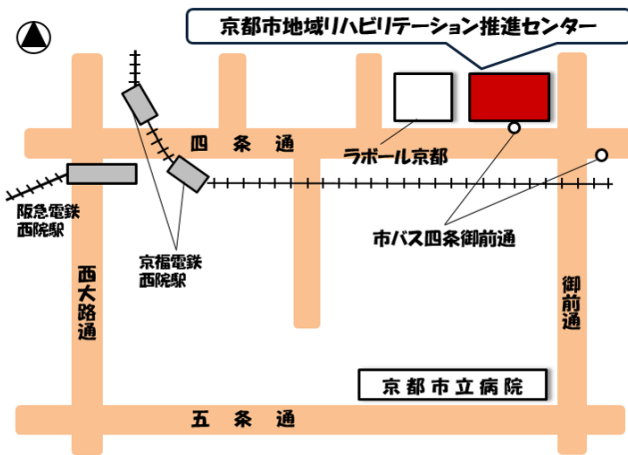 京都市地域リハビリテーション推進センター
四条通
ラボール京都
阪急電鉄
西院駅
京福電鉄
西院駅
市バス四条御前通
西大路通
御前通
京都市立病院
五条通